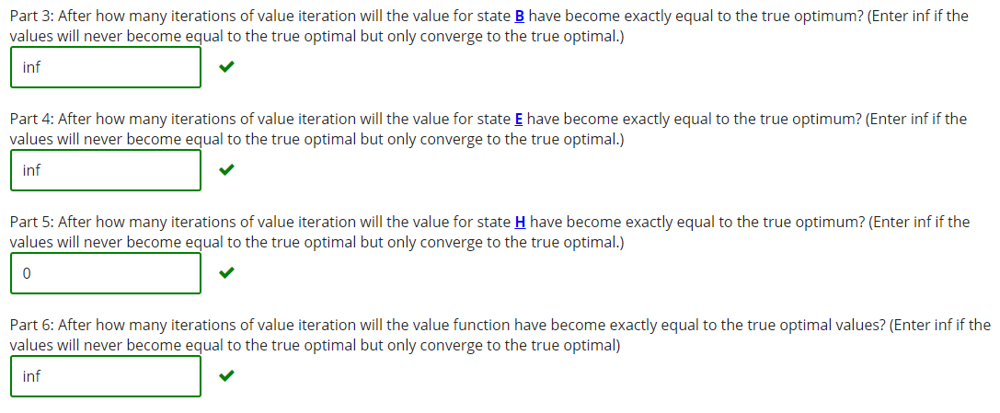 Part 3: After how many iterations of value iteration will the value for state B have become exactly equal to the true optimum? (Enter inf if the
values will never become equal to the true optimal but only converge to the true optimal.)
inf
Part 4: After how many iterations of value iteration will the value for state E have become exactly equal to the true optimum? (Enter inf if the
values will never become equal to the true optimal but only converge to the true optimal.)
inf
Part 5: After how many iterations of value iteration will the value for state H have become exactly equal to the true optimum? (Enter inf if the
values will never become equal to the true optimal but only converge to the true optimal.)
0
Part 6: After how many iterations of value iteration will the value function have become exactly equal to the true optimal values? (Enter inf if the
values will never become equal to the true optimal but only converge to the true optimal)
inf